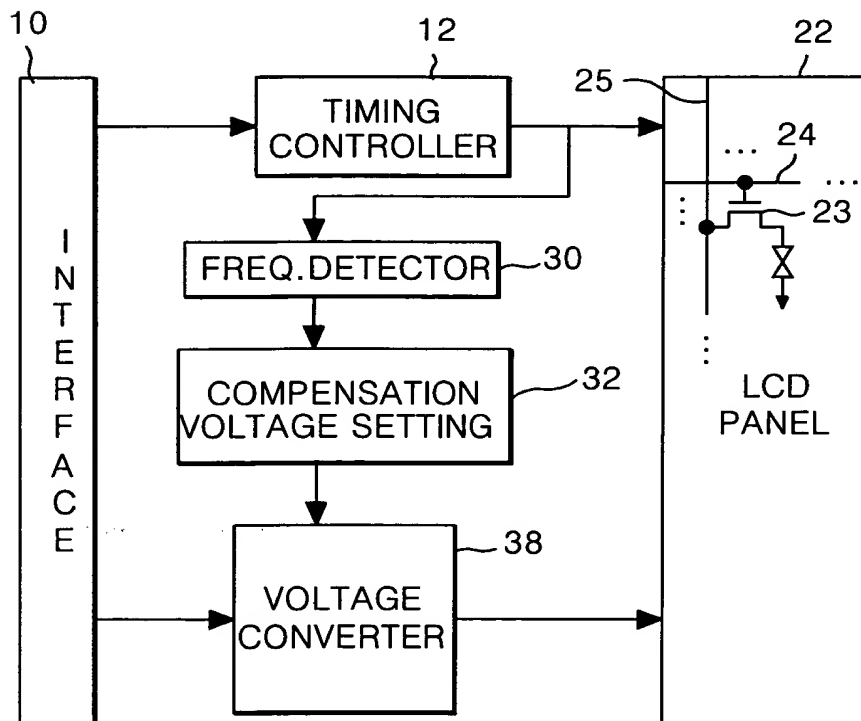 10
12
22
TIMING
CONTROLLER
25
...
24
...
...
23
INTERFACE
FREQ.DETECTOR
30
COMPENSATION
VOLTAGE SETTING
32
...
LCD
PANEL
38
VOLTAGE
CONVERTER